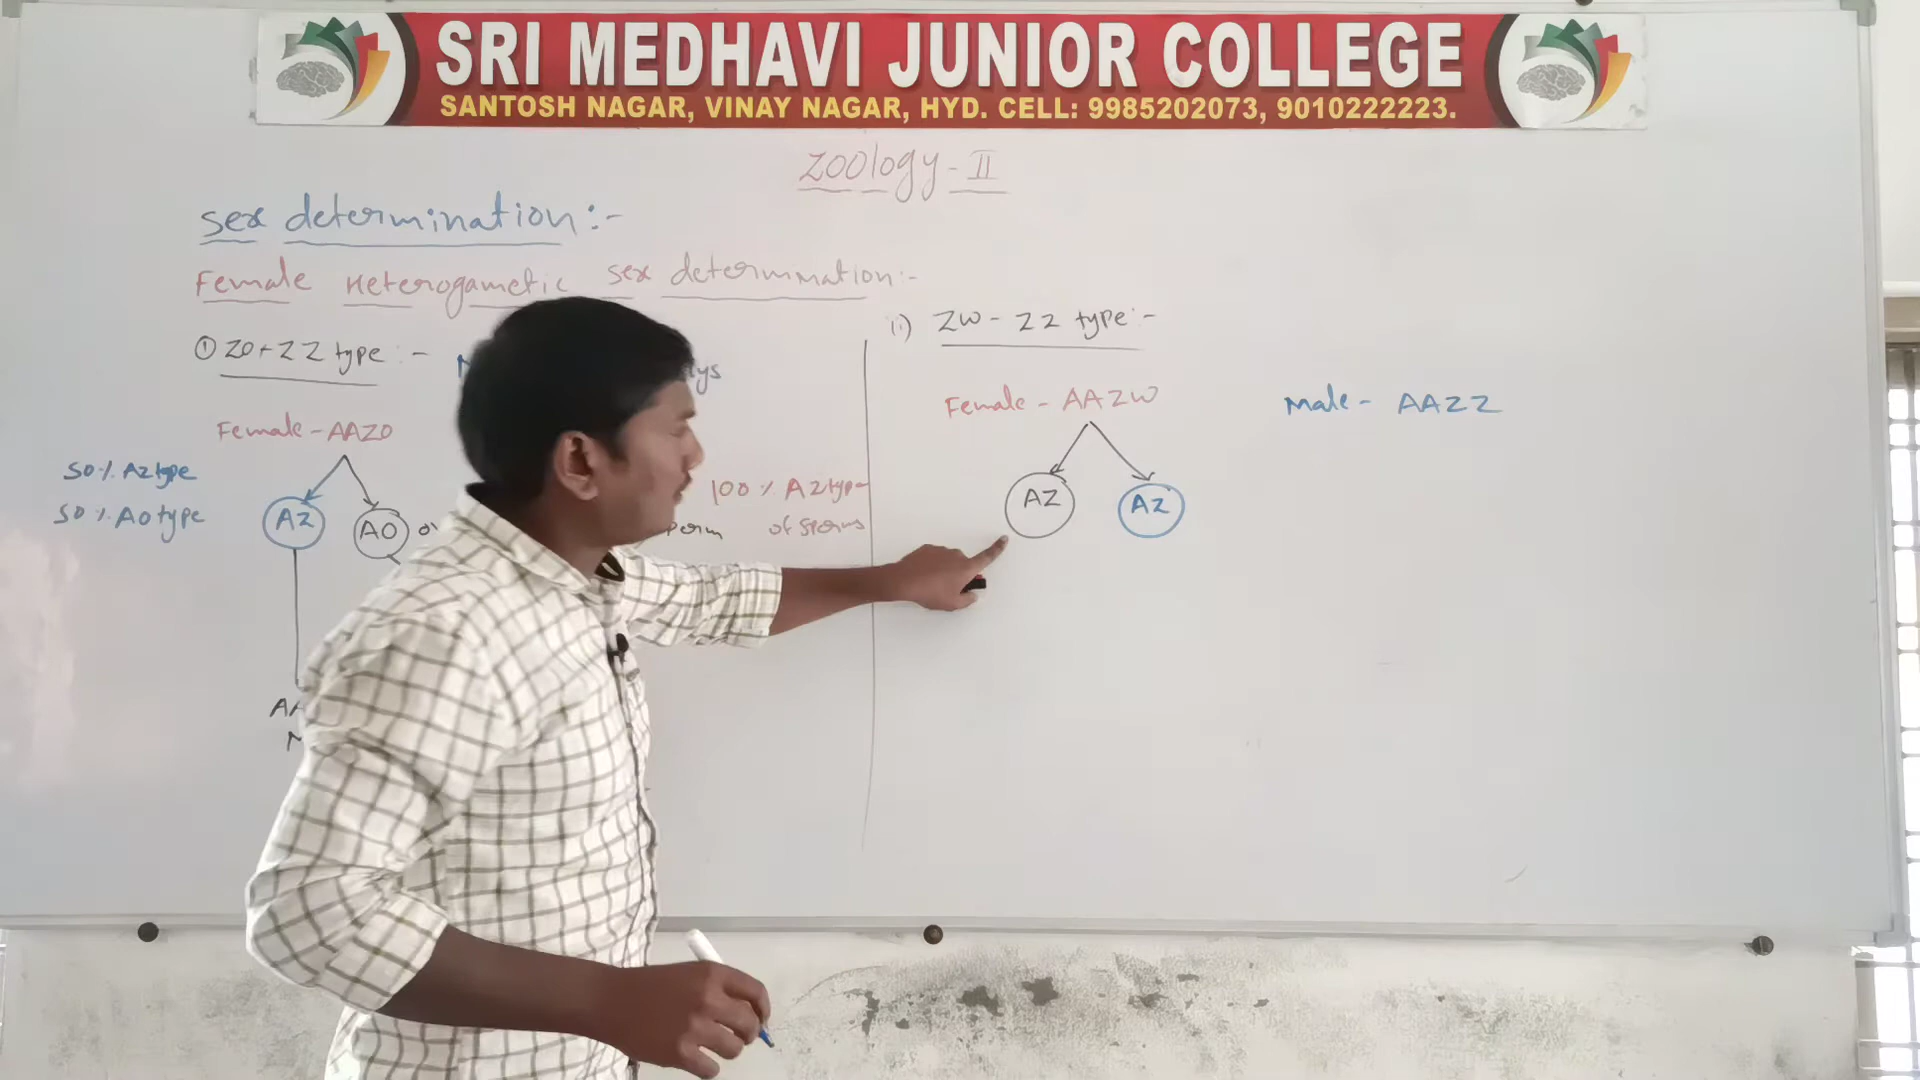 SRI MEDHAVI JUNIOR COLLEGE
SANTOSH NAGAR, VINAY NAGAR, HYD. CELL: 9985202073, 9010222223.
Zoology - II
Sex determination:-
Female Heterogametic sex determination:-
① ZO-ZZ type :-
Female - AAZO
50% AZ type
50% AO type
AZ
AO
100% AZ type
of sperms
ii) ZW - ZZ type:-
Female - AAZW
Male - AAZZ
AZ
AZ